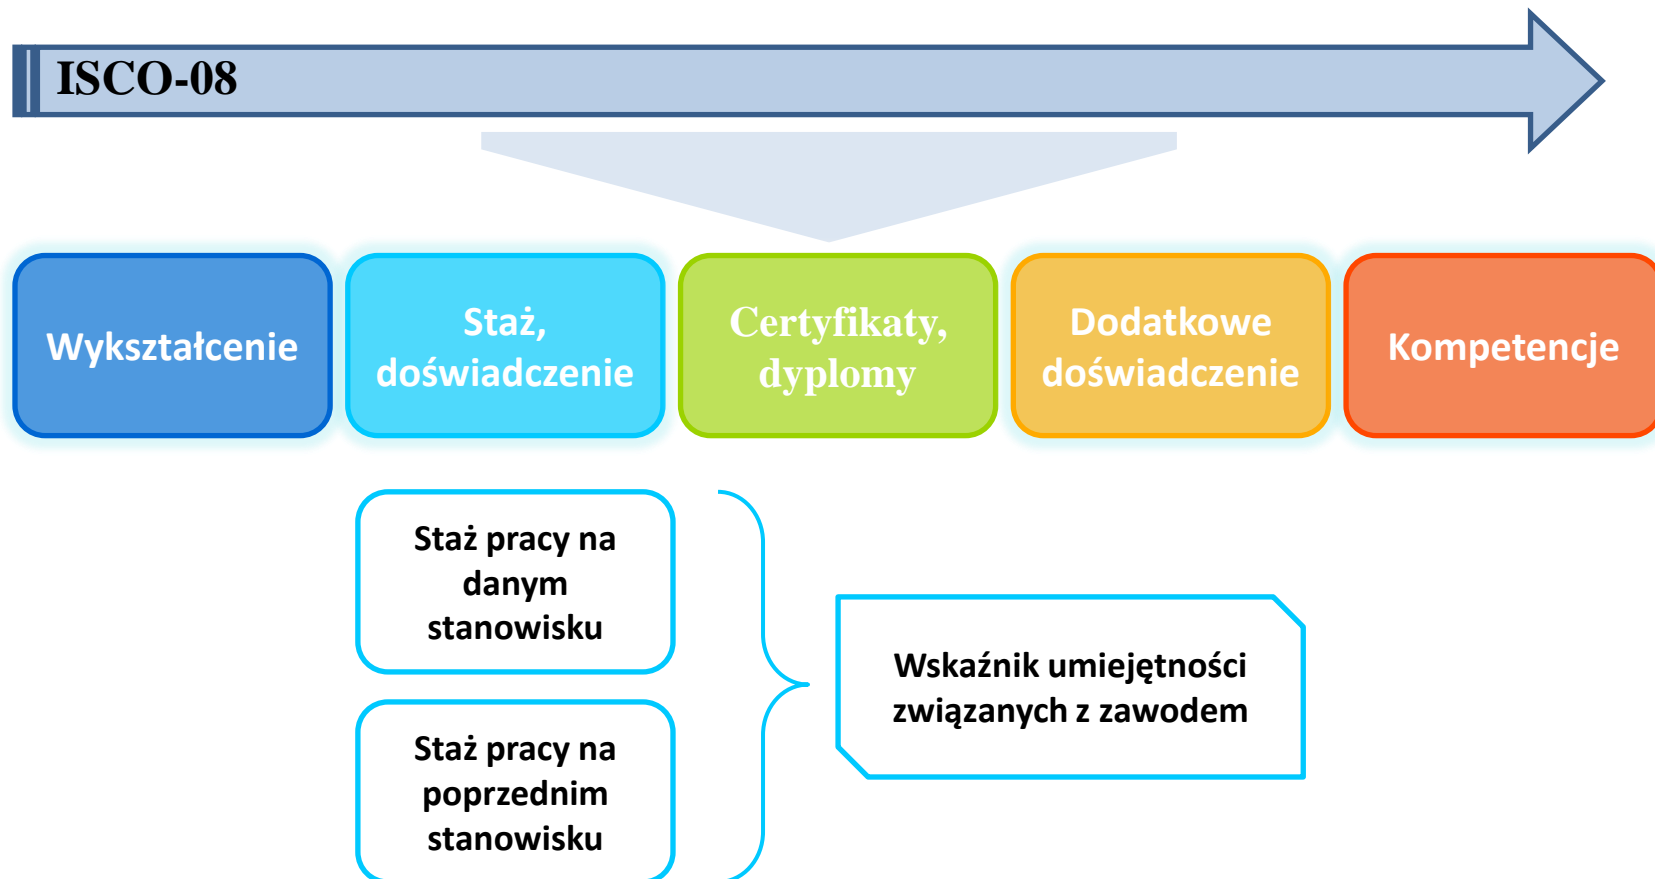 ISCO-08
Wykształcenie
Staż,
doświadczenie
Certyfikaty,
dyplomy
Dodatkowe
doświadczenie
Kompetencje
Staż pracy na
danym
stanowisku
Staż pracy na
poprzednim
stanowisku
Wskaźnik umiejętności
związanych z zawodem